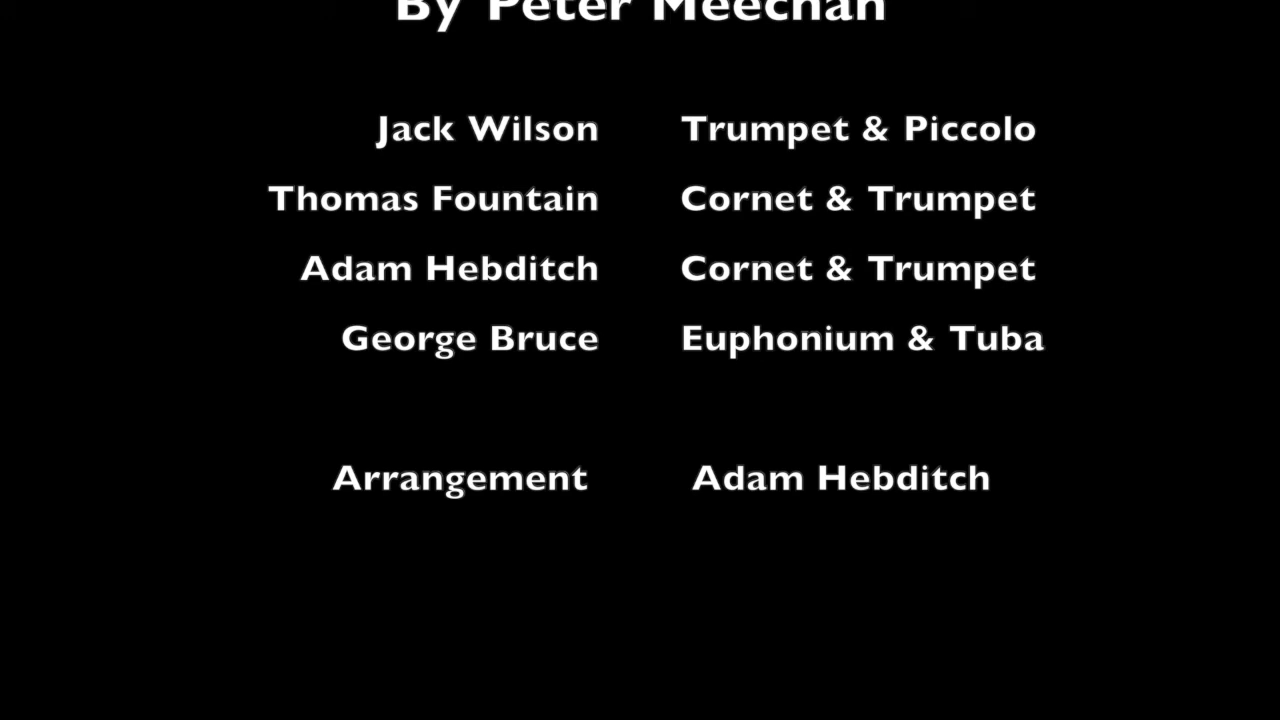 By Peter Meechan
Jack Wilson Trumpet & Piccolo
Thomas Fountain Cornet & Trumpet
Adam Hebditch Cornet & Trumpet
George Bruce Euphonium & Tuba
Arrangement Adam Hebditch